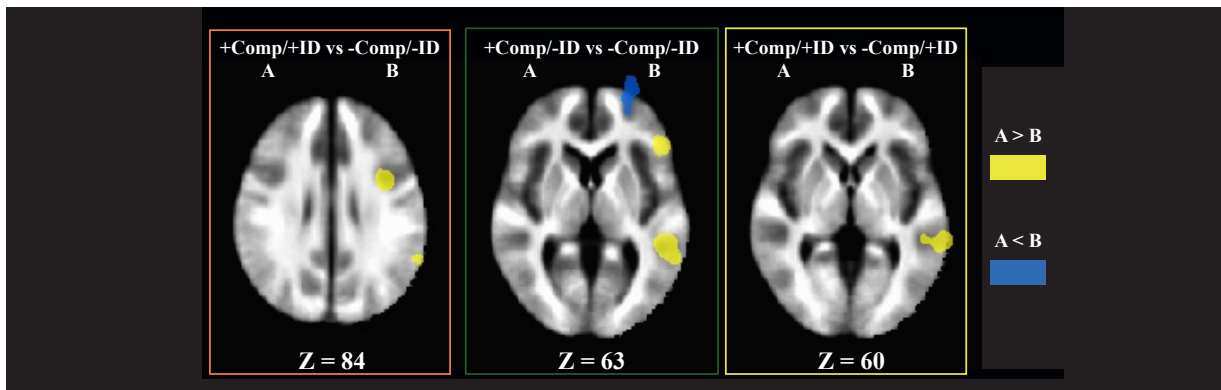 +Comp/+ID vs -Comp/-ID
A B
Z = 84
+Comp/-ID vs -Comp/-ID
A B
Z = 63
+Comp/+ID vs -Comp/+ID
A B
Z = 60
A > B
A < B